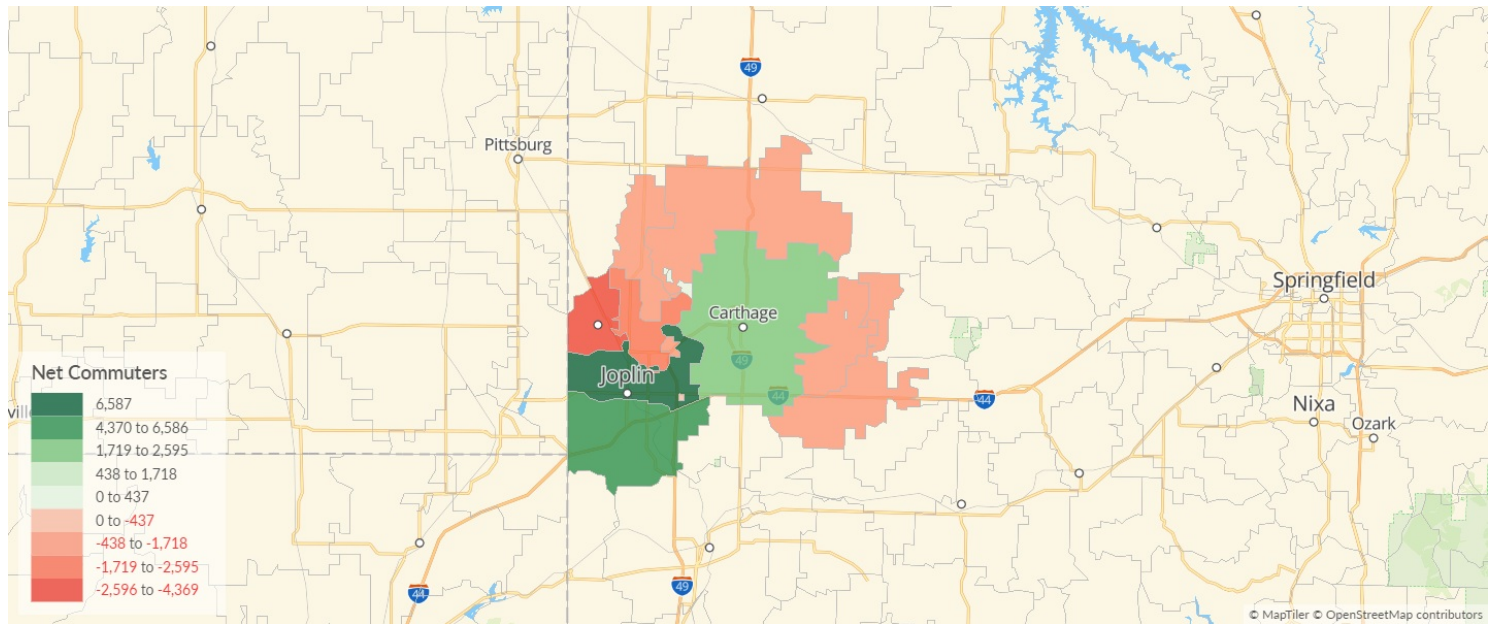 49
Pittsburg
Springfield
Carthage
49
Joplin
44
44
Nixa
Ozark
ville
Net Commuters
6,587
4,370 to 6,586
1,719 to 2,595
438 to 1,718
0 to 437
0 to -437
-438 to -1,718
-1,719 to -2,595
-2,596 to -4,369
44
49
© MapTiler © OpenStreetMap contributors